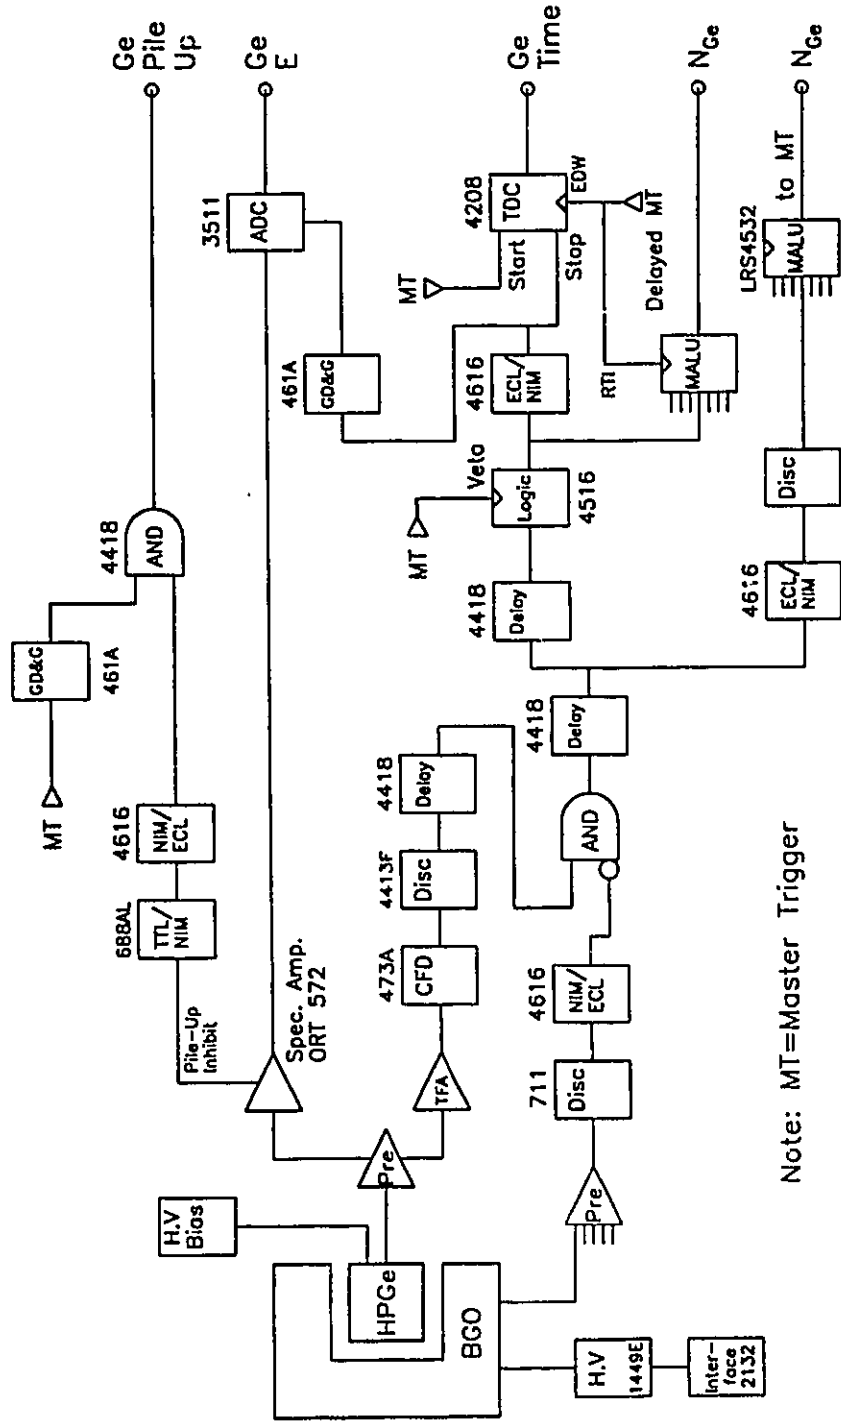 H.V
Bias
HPGe
BGO
H.V
1449E
Inter-
face
2132
Pre
Pre
Pile-Up
Inhibit
Spec. Amp.
ORT 572
TFA
688AL
TTL/
NIM
4616
NIM/
ECL
MT
GD&G
461A
4418
AND
Ge
Pile
Up
3511
ADC
Ge
E
473A
CFD
4413F
Disc
4418
Delay
711
Disc
4616
NIM/
ECL
AND
4418
Delay
4418
Delay
MT
Veto
Logic
4516
461A
GD&G
4616
ECL/
NIM
MT
Start
Stop
4208
TDC
EDW
Ge
Time
Delayed MT
RTI
MALU
NGe
4616
ECL/
NIM
Disc
LRS4532
MALU
to MT
NGe
Note: MT=Master Trigger